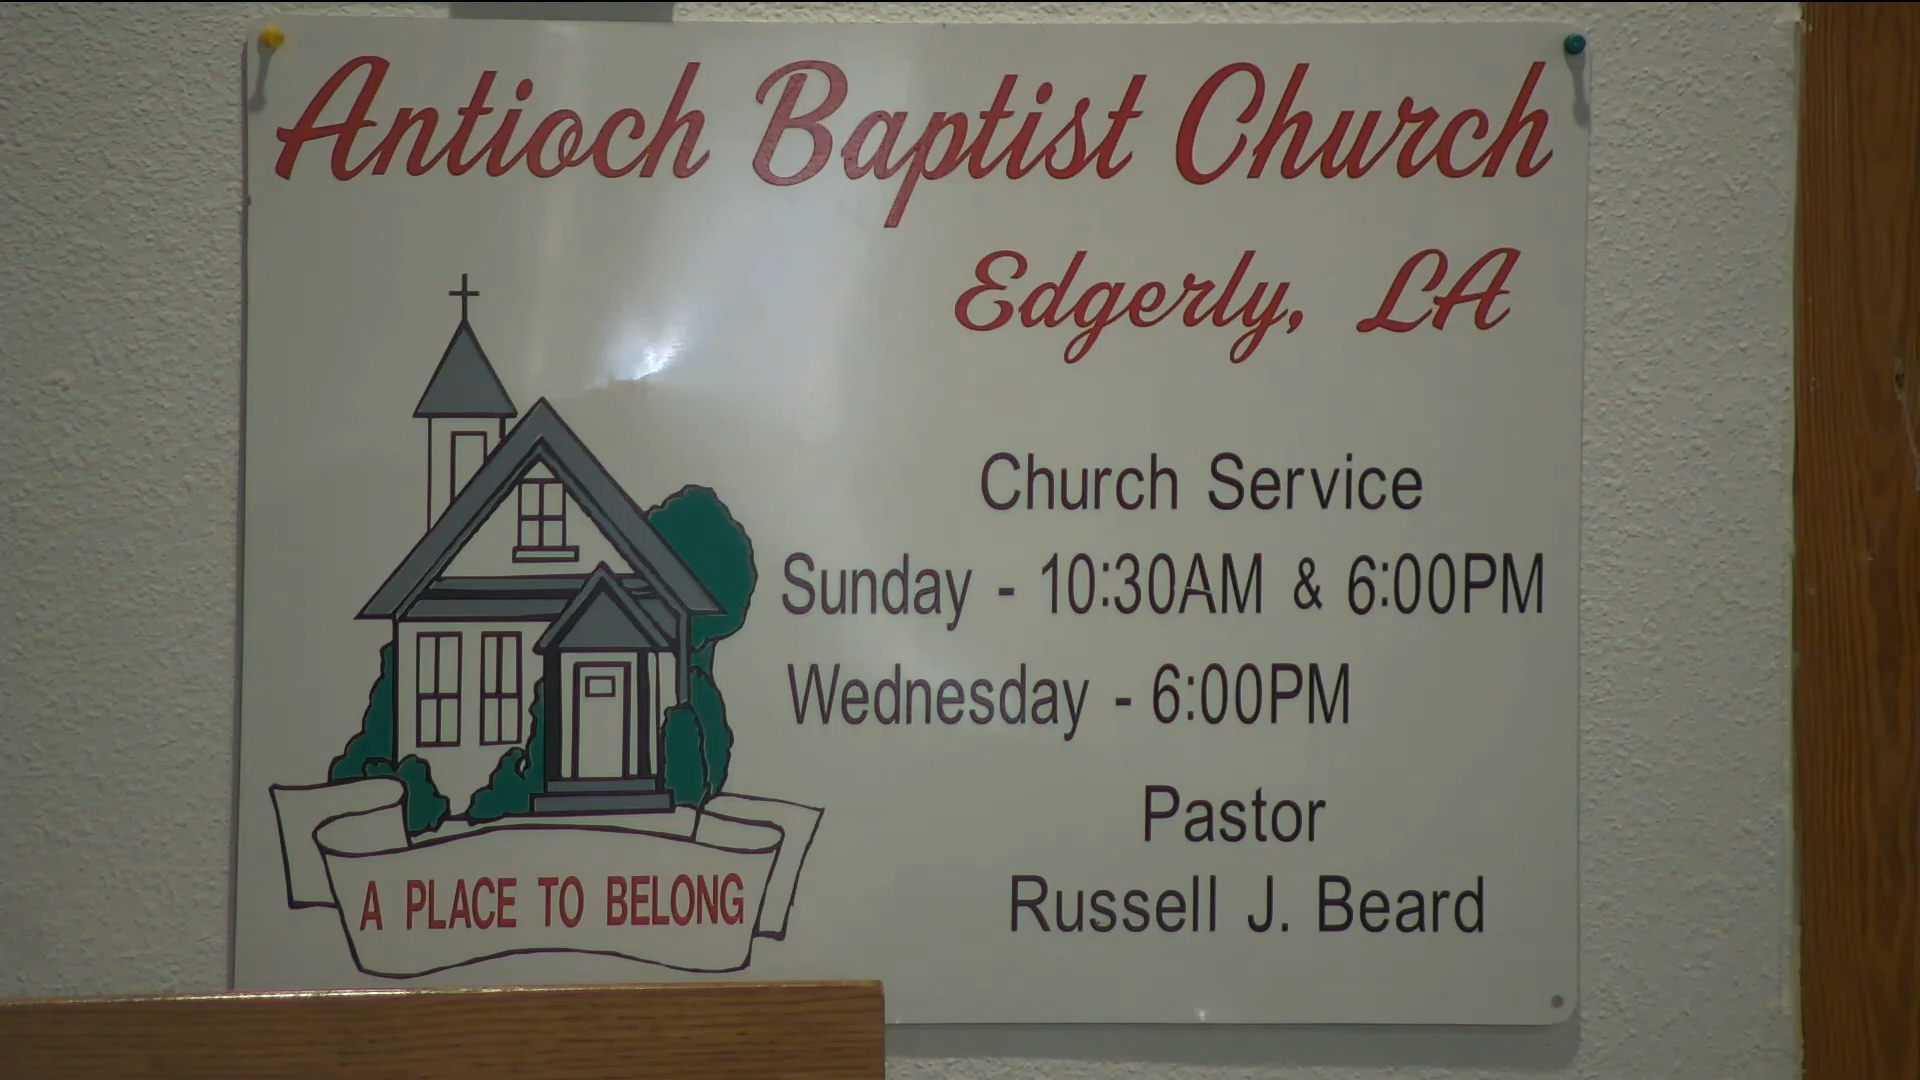 Antioch Baptist Church
Edgerly, LA
Church Service
Sunday - 10:30AM & 6:00PM
Wednesday - 6:00PM
Pastor
Russell J. Beard
A PLACE TO BELONG